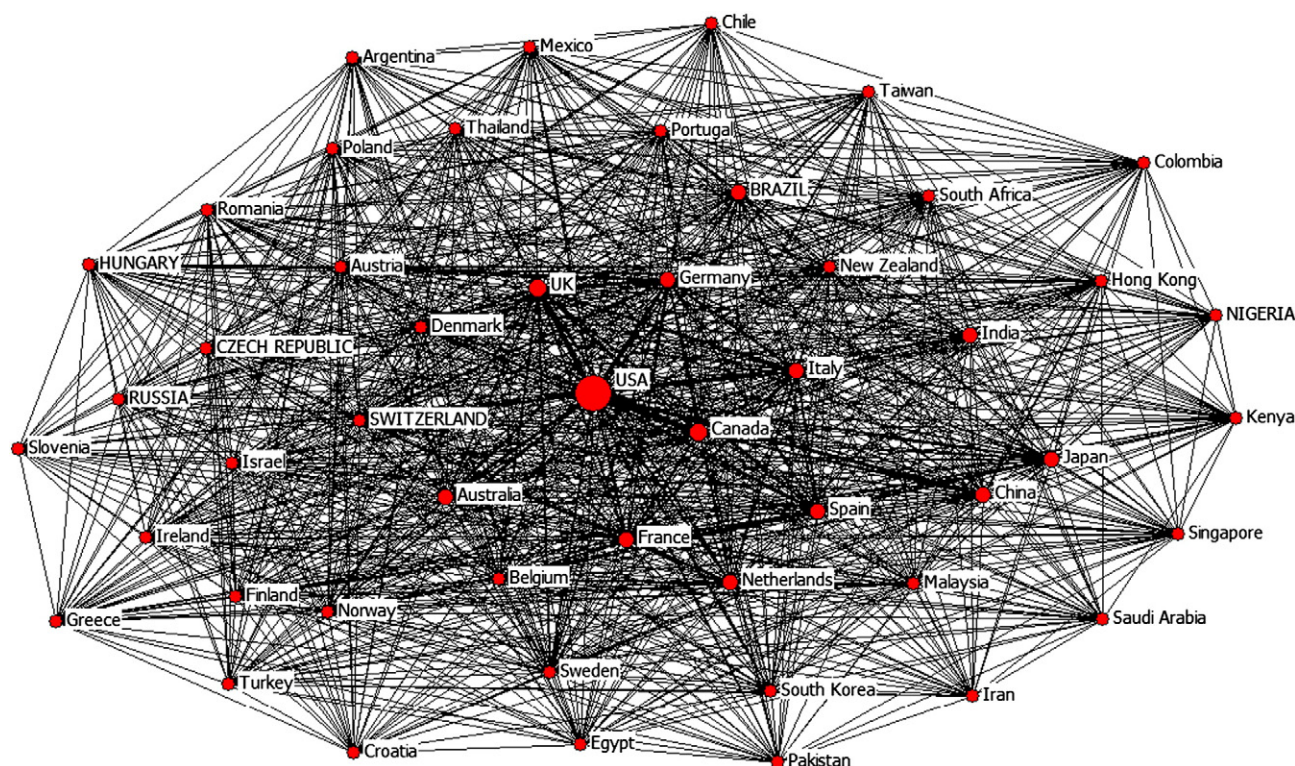 Chile
Mexico
Argentina
Taiwan
Thailand
Portugal
Poland
Colombia
BRAZIL
South Africa
Romania
HUNGARY
Austria
New Zealand
Germany
Hong Kong
UK
NIGERIA
Denmark
India
CZECH REPUBLIC
Italy
USA
RUSSIA
SWITZERLAND
Kenya
Canada
Slovenia
Japan
Israel
China
Australia
Spain
Singapore
Ireland
France
Belgium
Netherlands
Malaysia
Finland
Norway
Greece
Saudi Arabia
Sweden
Turkey
South Korea
Iran
Egypt
Croatia
Pakistan